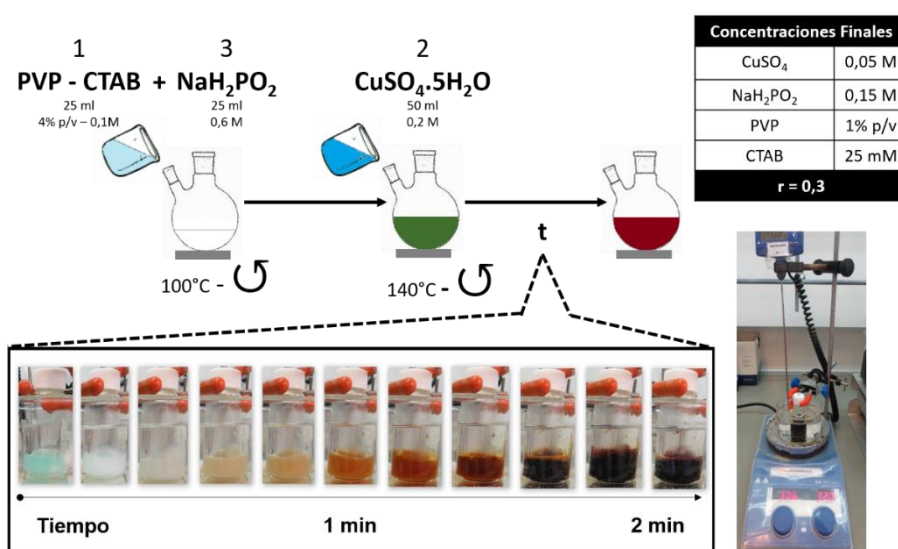 1
PVP - CTAB + NaH₂PO₂
25 ml
4% p/v – 0,1M
3
25 ml
0,6 M
2
CuSO₄.5H₂O
50 ml
0,2 M
Concentraciones Finales
CuSO₄ 0,05 M
NaH₂PO₂ 0,15 M
PVP 1% p/v
CTAB 25 mM
r = 0,3
100°C -
140°C -
t
Tiempo 1 min 2 min